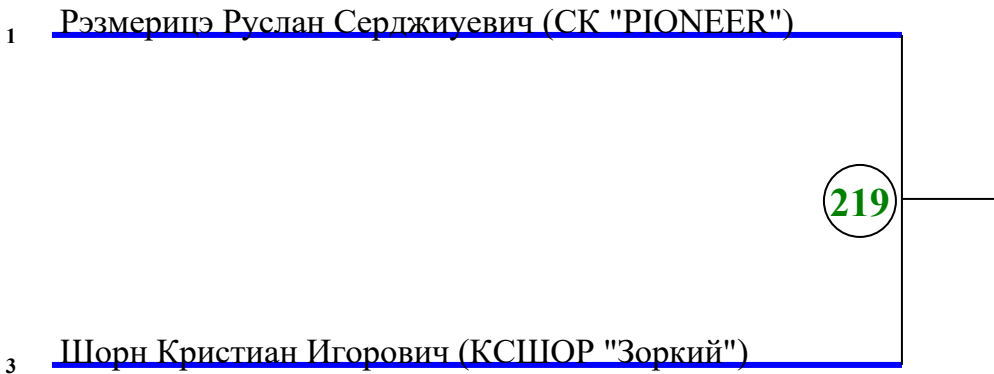 1 Рэзмерицэ Руслан Серджиуевич (СК "PIONEER")
219
3 Шорн Кристиан Игорович (КСШОР "Зоркий")